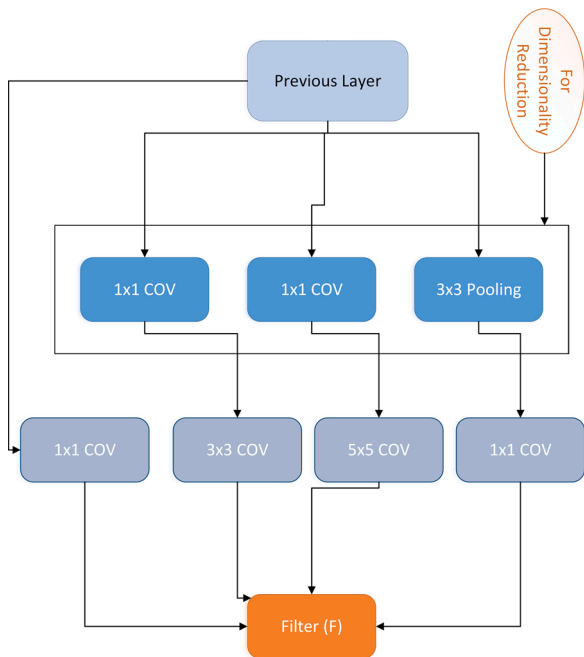 Previous Layer
For
Dimensionality
Reduction
1x1 COV
1x1 COV
3x3 Pooling
1x1 COV
3x3 COV
5x5 COV
1x1 COV
Filter (F)